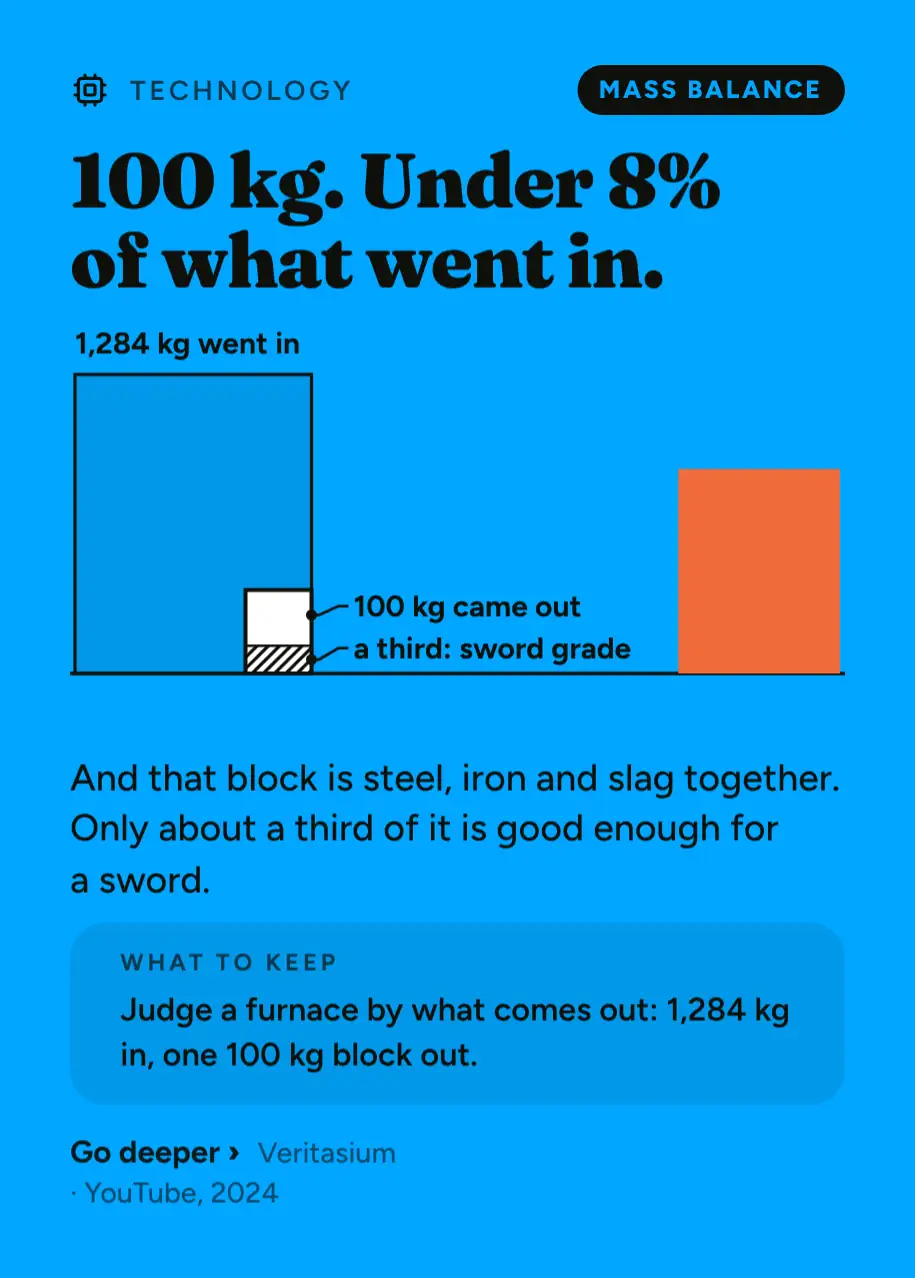 TECHNOLOGY
MASS BALANCE
100 kg. Under 8%
of what went in.
1,284 kg went in
100 kg came out
a third: sword grade
And that block is steel, iron and slag together.
Only about a third of it is good enough for
a sword.
WHAT TO KEEP
Judge a furnace by what comes out: 1,284 kg
in, one 100 kg block out.
Go deeper › Veritasium
· YouTube, 2024